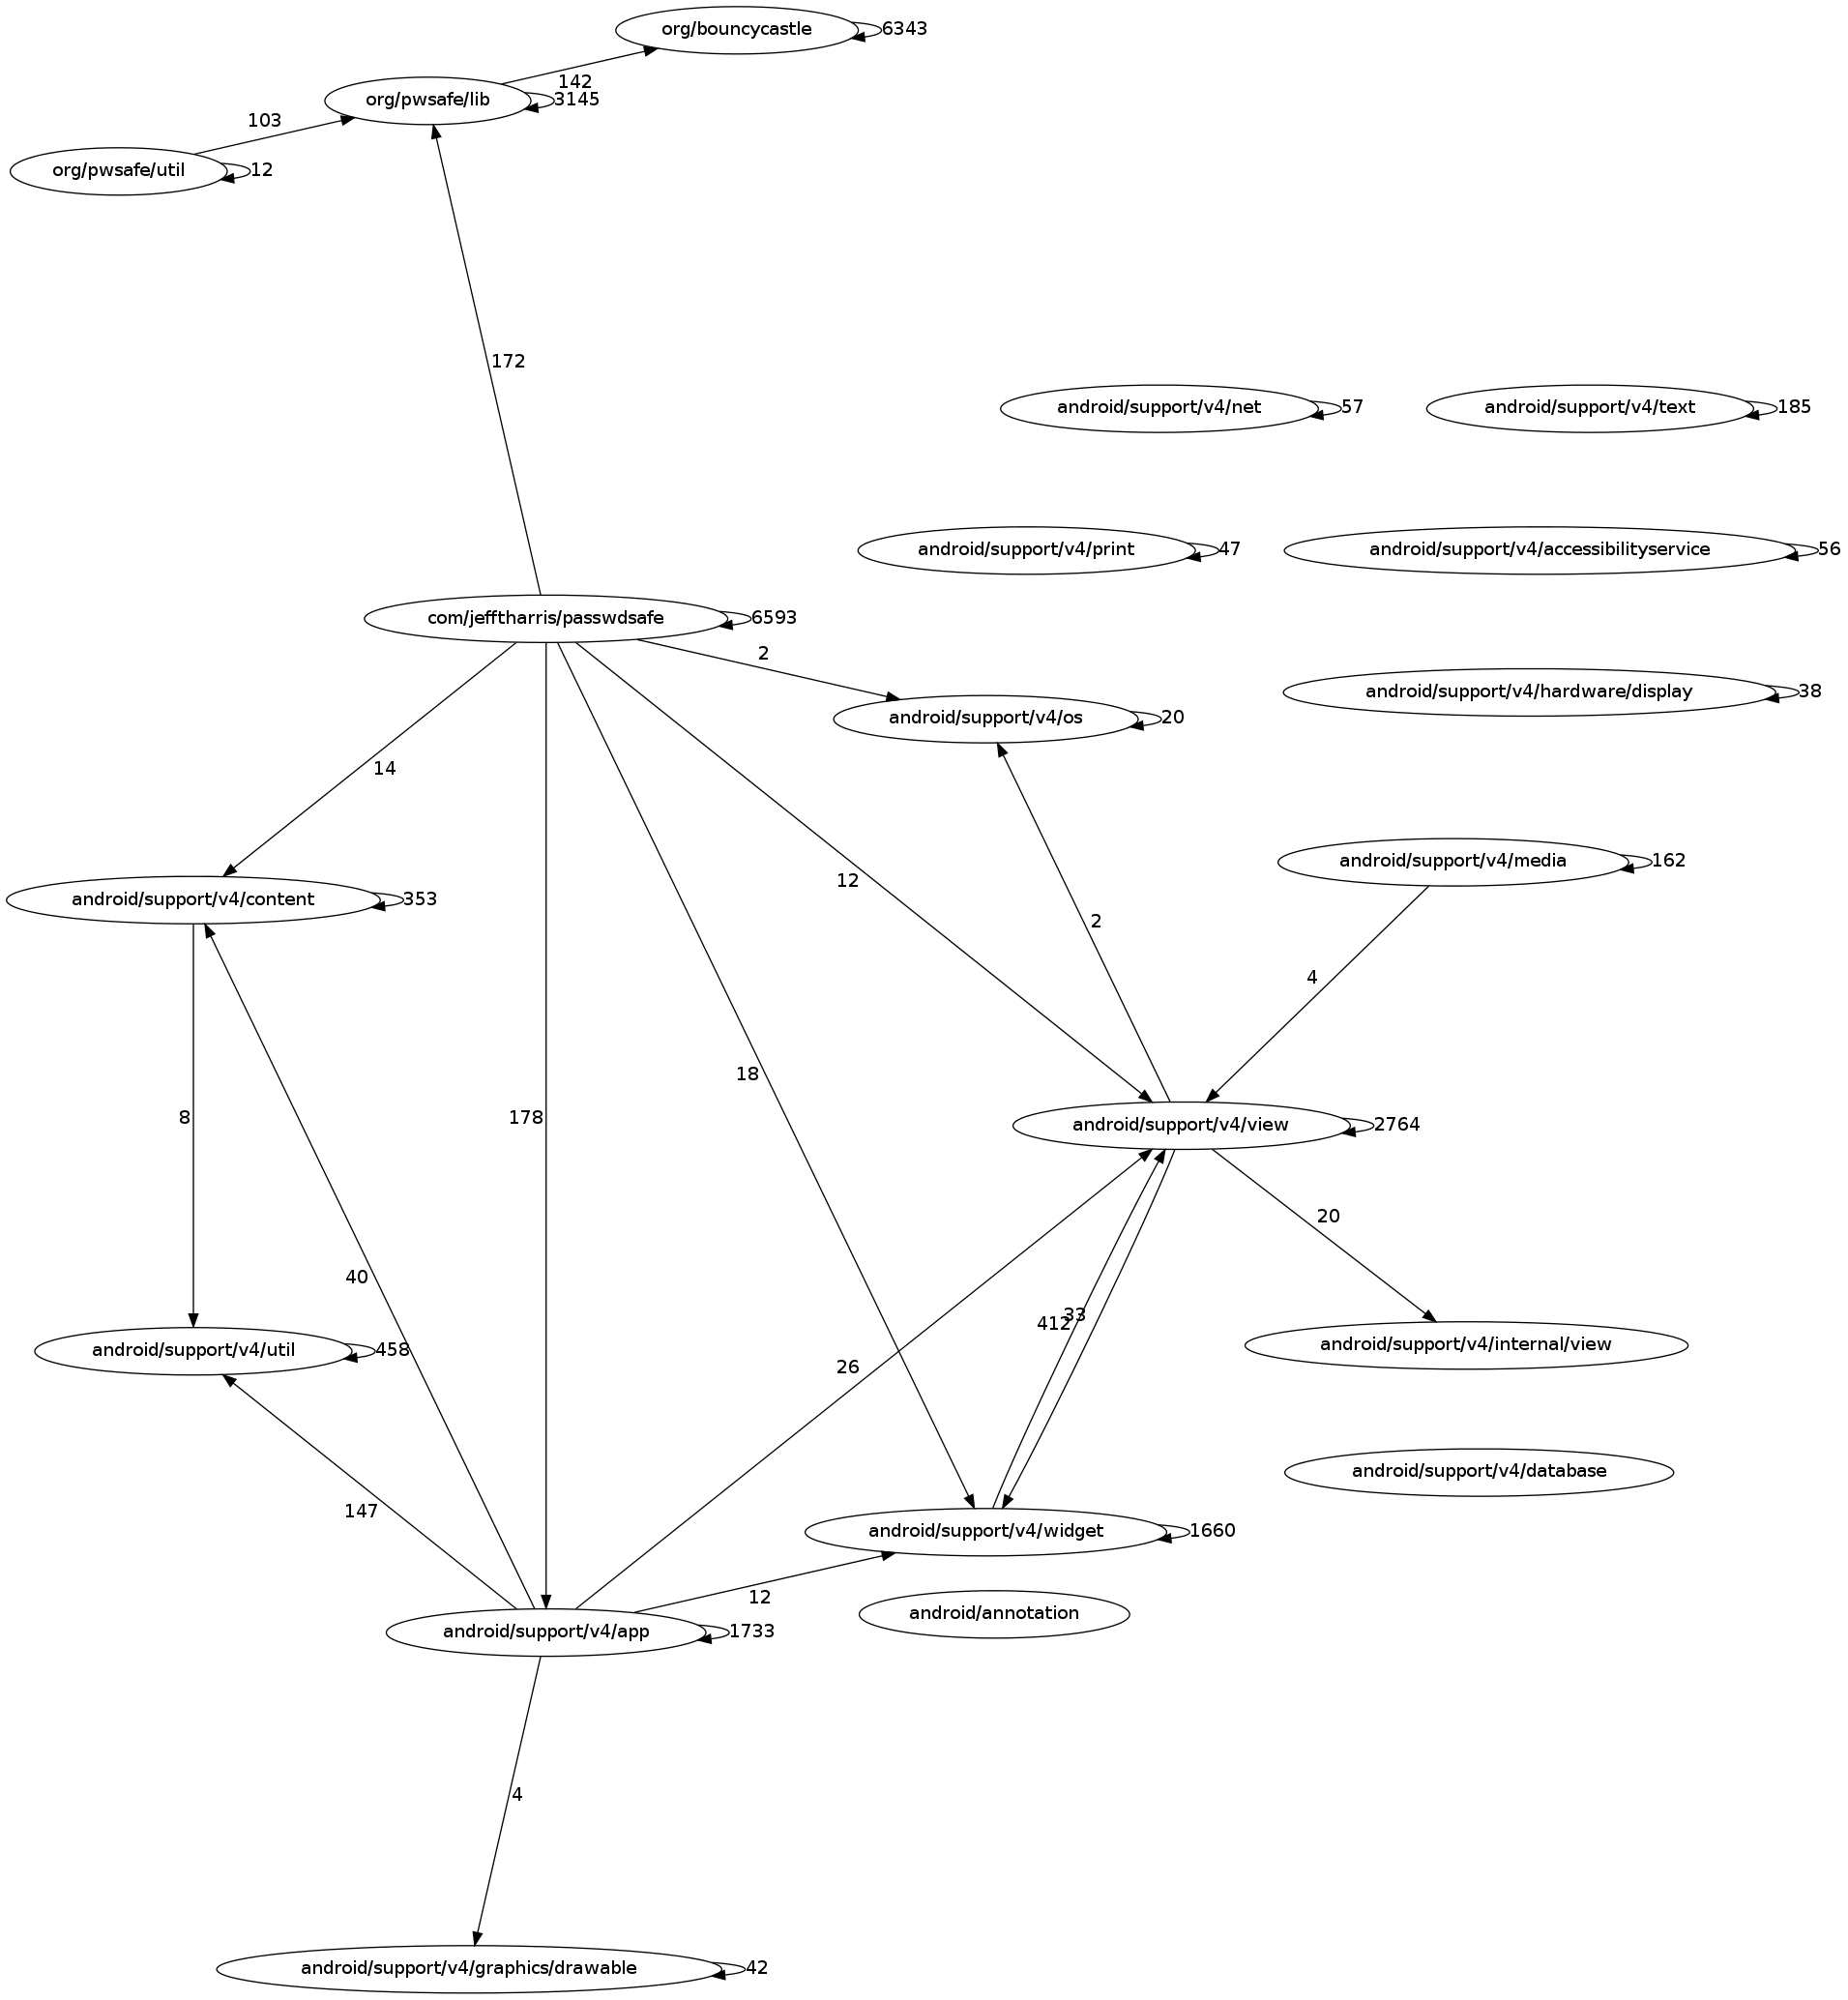 org/bouncycastle
6343
142
org/pwsafe/lib
3145
103
org/pwsafe/util
12
172
android/support/v4/net
57
android/support/v4/text
185
android/support/v4/print
47
android/support/v4/accessibilityservice
56
com/jefftharris/passwdsafe
6593
2
android/support/v4/os
20
android/support/v4/hardware/display
38
14
android/support/v4/media
162
12
android/support/v4/content
353
2
4
18
8
178
android/support/v4/view
2764
20
40
412
33
android/support/v4/util
458
26
android/support/v4/internal/view
android/support/v4/database
147
android/support/v4/widget
1660
12
android/annotation
android/support/v4/app
1733
4
android/support/v4/graphics/drawable
42